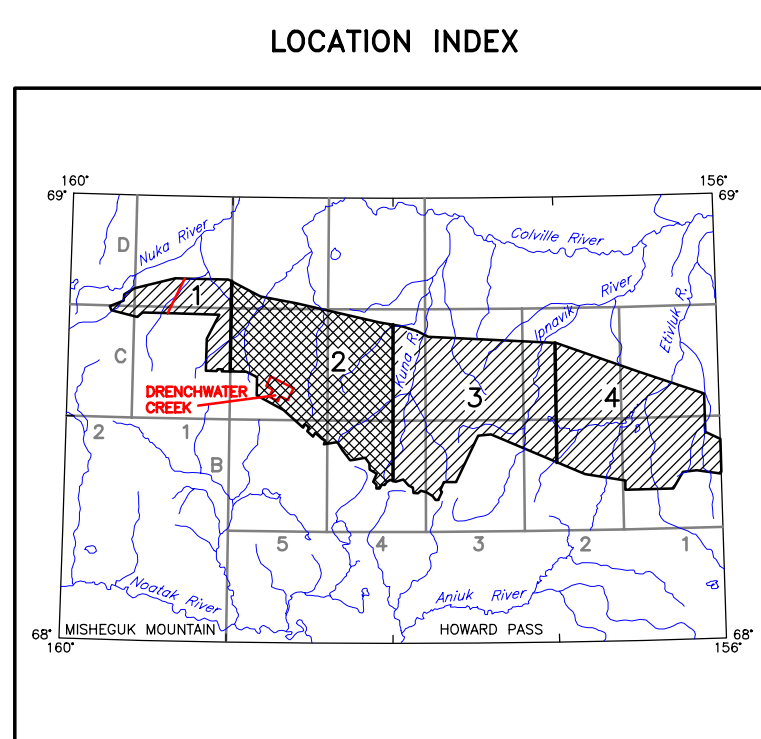 LOCATION INDEX
160°
156°
69°
69°
D
Nuka River
Colville River
1
River
Ipnavik
Etivluk R.
Kuna R.
C
2
3
4
DRENCHWATER
CREEK
2
1
B
5
4
3
2
1
Noatak River
Aniuk River
68°
MISHEGUK MOUNTAIN
HOWARD PASS
68°
160°
156°